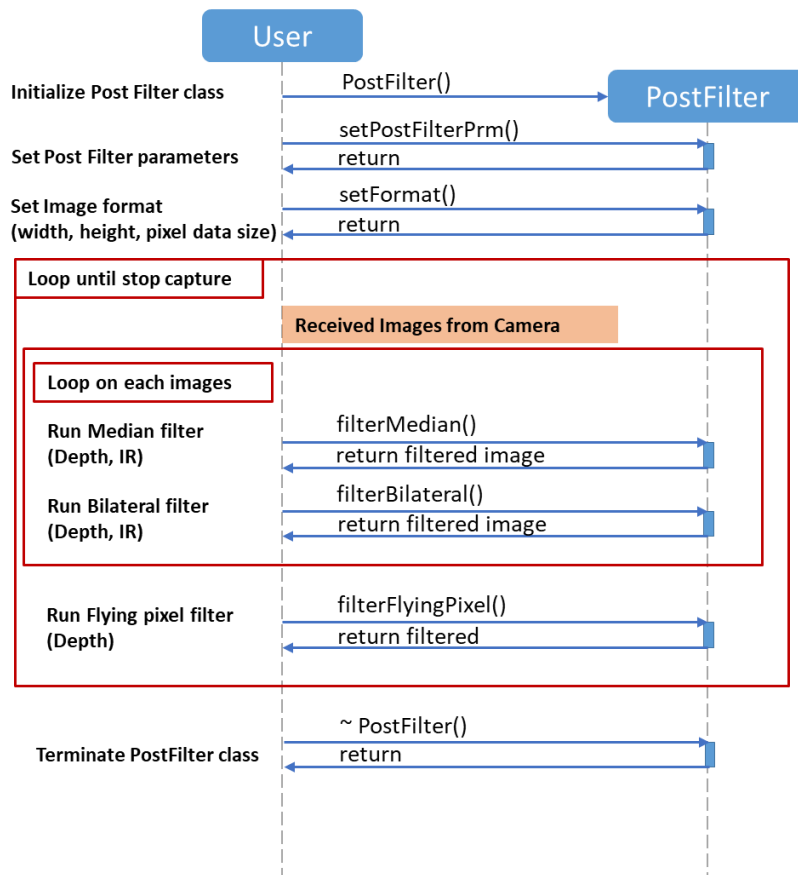 User
Initialize Post Filter class
PostFilter()
PostFilter
setPostFilterPrm()
Set Post Filter parameters
return
Set Image format
(width, height, pixel data size)
setFormat()
return
Loop until stop capture
Received Images from Camera
Loop on each images
Run Median filter
(Depth, IR)
filterMedian()
return filtered image
Run Bilateral filter
(Depth, IR)
filterBilateral()
return filtered image
Run Flying pixel filter
(Depth)
filterFlyingPixel()
return filtered
~ PostFilter()
Terminate PostFilter class
return